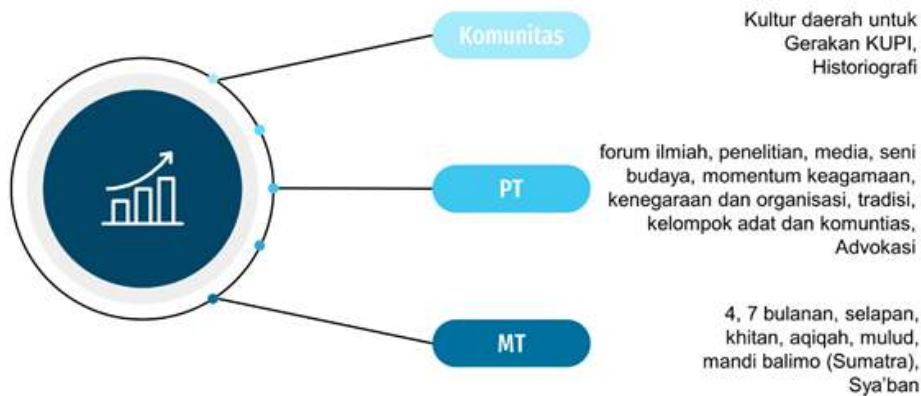 Komunitas
Kultur daerah untuk
Gerakan KUPI,
Historiografi
PT
forum ilmiah, penelitian, media, seni
budaya, momentum keagamaan,
kenegaraan dan organisasi, tradisi,
kelompok adat dan komuntias,
Advokasi
MT
4, 7 bulanan, selapan,
khitan, aqiqah, mulud,
mandi balimo (Sumatra),
Sya'ban